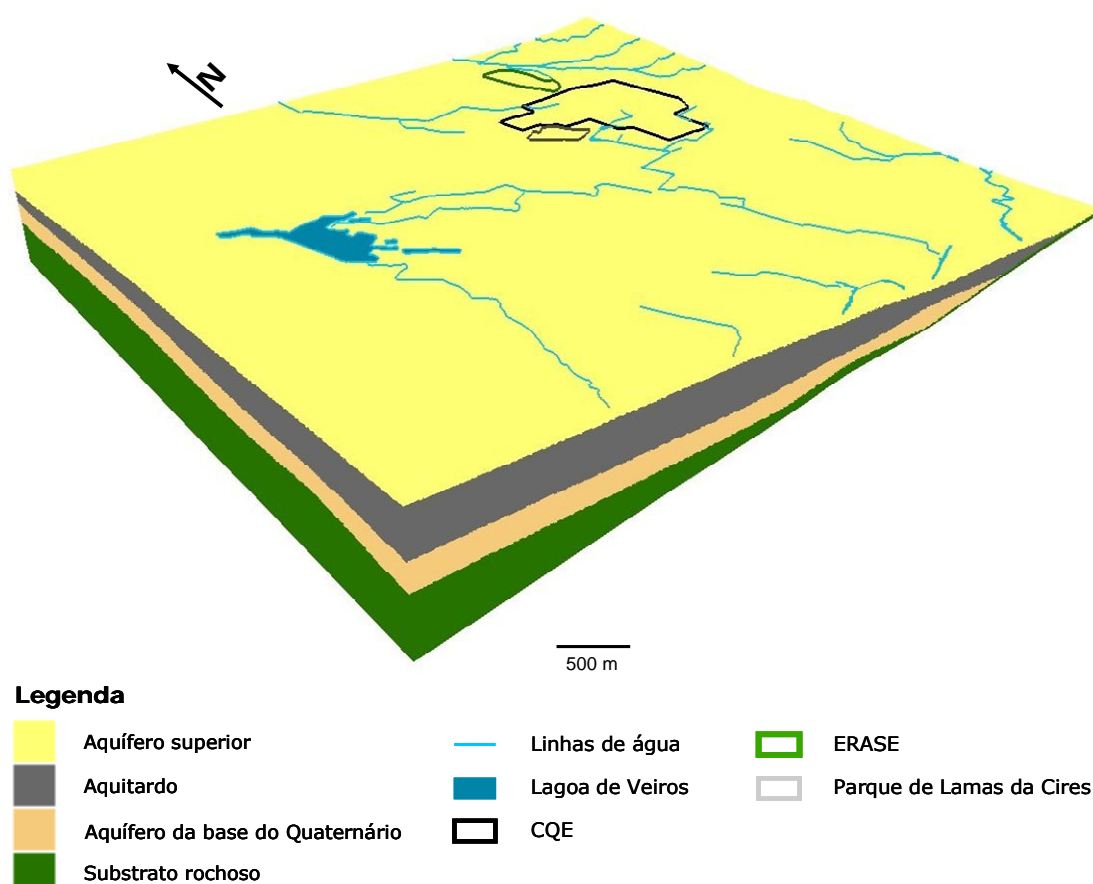 N
500 m
Legenda
Aquífero superior
Aquitardo
Aquífero da base do Quaternário
Substrato rochoso
Linhas de água
Lagoa de Veiros
CQE
ERASE
Parque de Lamas da Cires